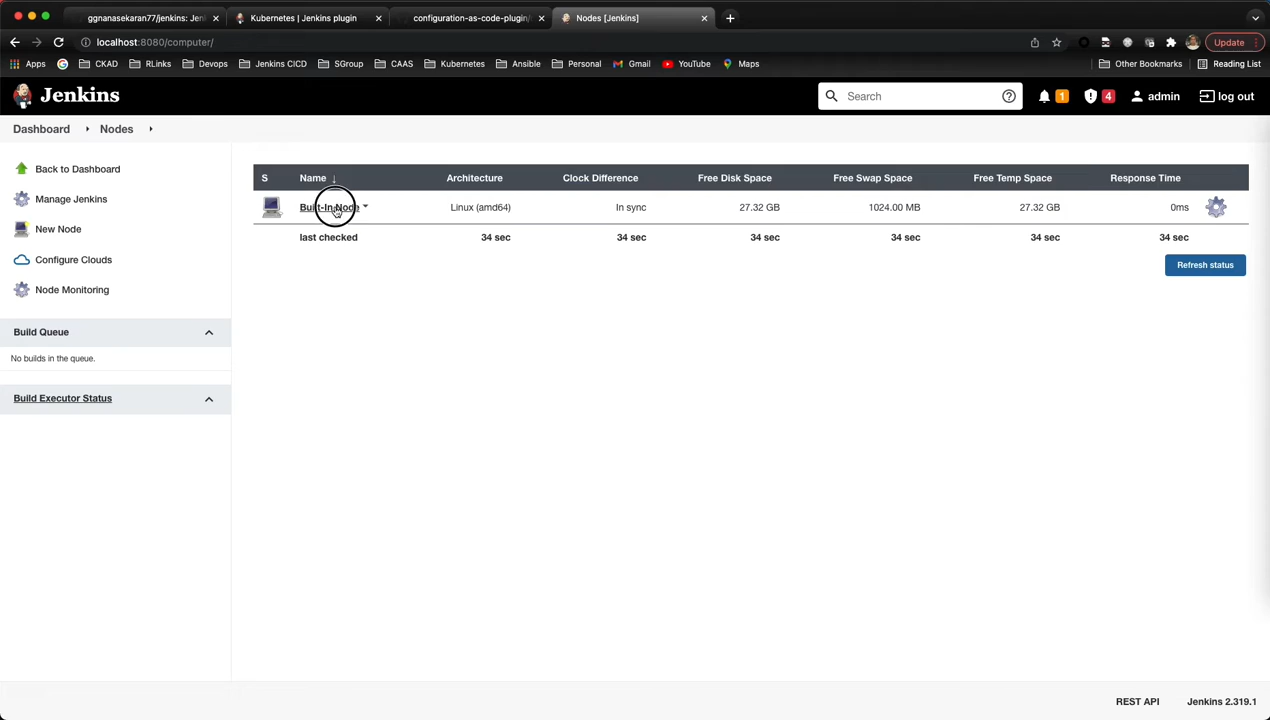 ggnanasekaran77/jenkins: Jeni
Kubernetes | Jenkins plugin
configuration-as-code-plugin/
Nodes [Jenkins]
localhost:8080/computer/
Update
Apps
CKAD
RLinks
Devops
Jenkins CICD
SGroup
CAAS
Kubernetes
Ansible
Personal
Gmail
YouTube
Maps
Other Bookmarks
Reading List
Jenkins
Search
1
4
admin
log out
Dashboard
Nodes
Back to Dashboard
Manage Jenkins
New Node
Configure Clouds
Node Monitoring
Build Queue
No builds in the queue.
Build Executor Status
S Name ↓ Architecture Clock Difference Free Disk Space Free Swap Space Free Temp Space Response Time
Built-In Node Linux (amd64) In sync 27.32 GB 1024.00 MB 27.32 GB 0ms
last checked 34 sec 34 sec 34 sec 34 sec 34 sec 34 sec
Refresh status
REST API Jenkins 2.319.1